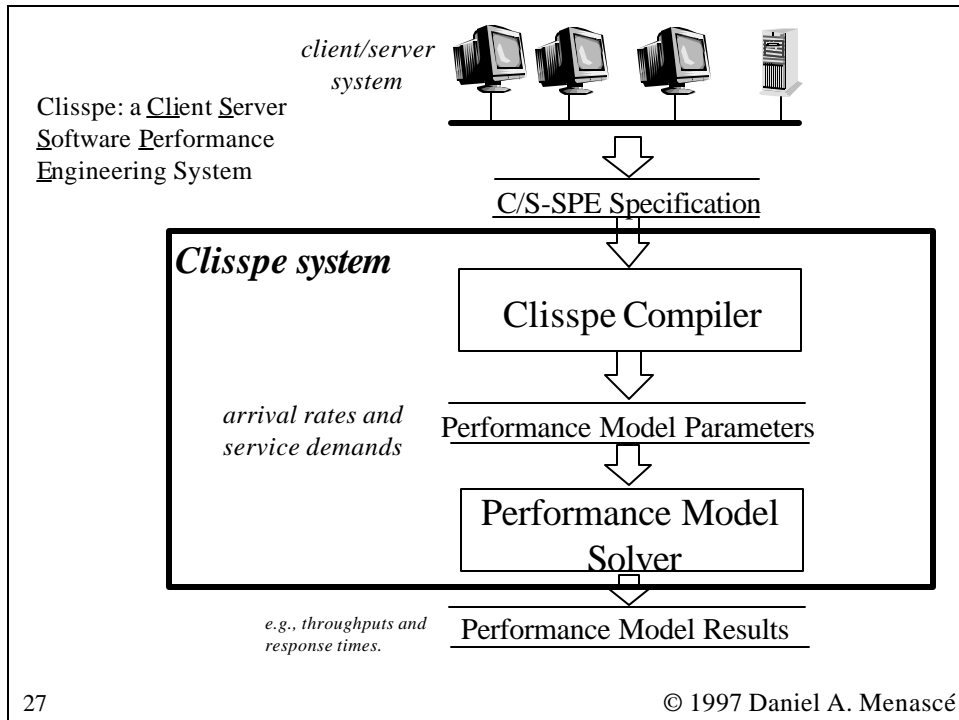 client/server
system
Clisspe: a Client Server
Software Performance
Engineering System
C/S-SPE Specification
Clisspe system
Clisspe Compiler
arrival rates and
service demands
Performance Model Parameters
Performance Model
Solver
e.g., throughputs and
response times.
Performance Model Results
27
© 1997 Daniel A. Menascé